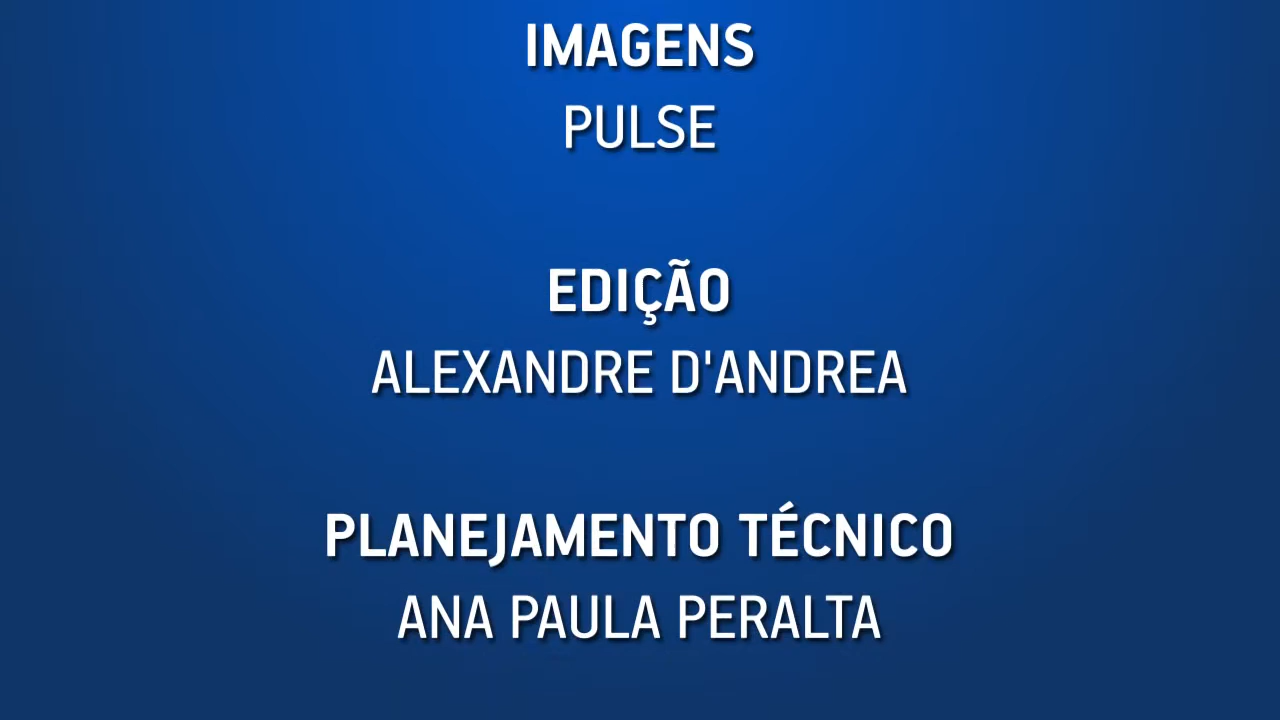 IMAGENS
PULSE
EDIÇÃO
ALEXANDRE D'ANDREA
PLANEJAMENTO TÉCNICO
ANA PAULA PERALTA